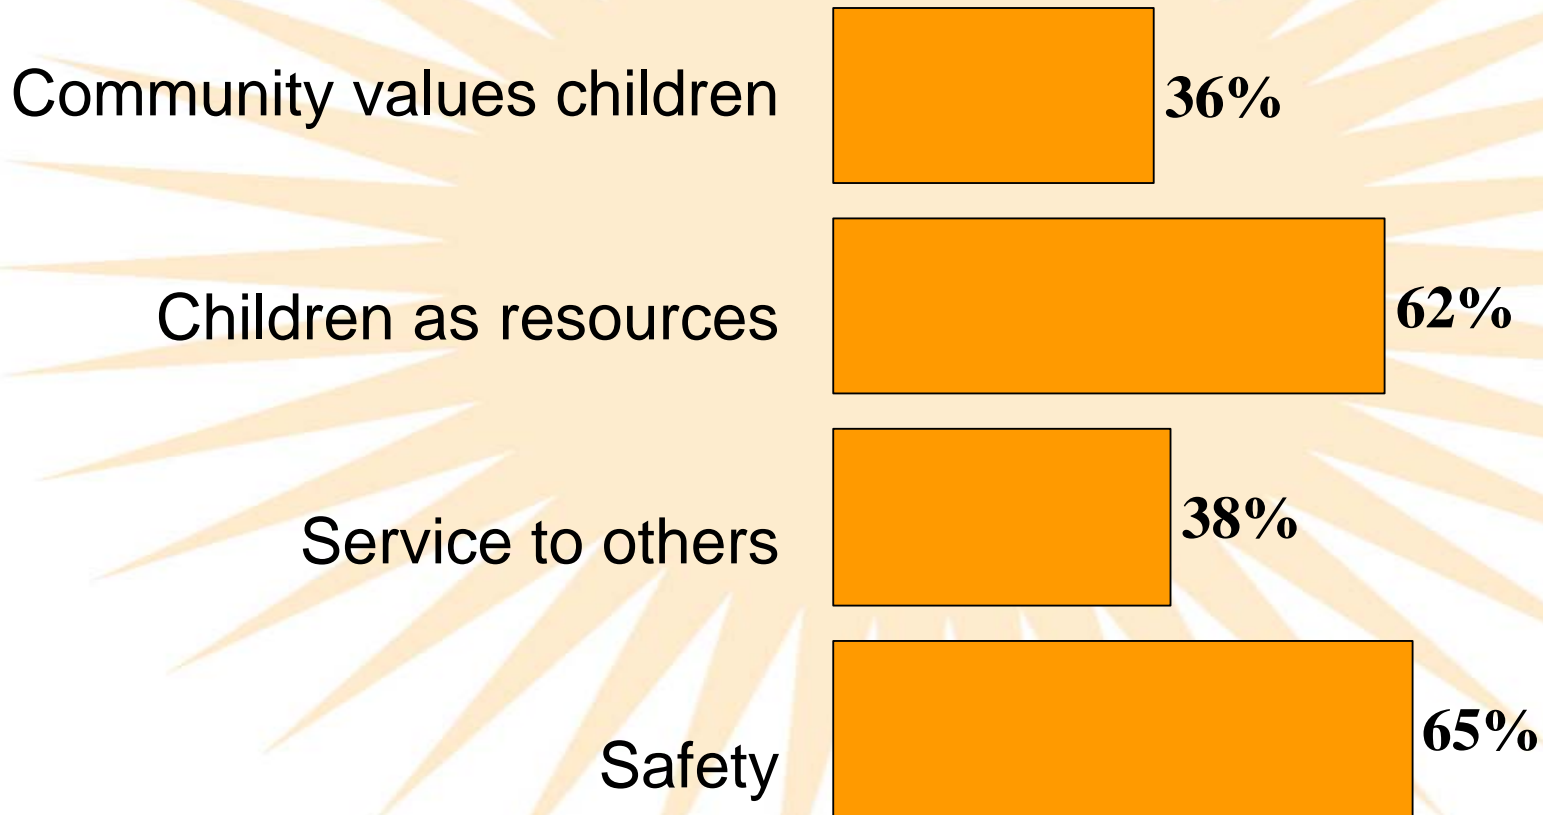 Community values children 36%
Children as resources 62%
Service to others 38%
Safety 65%